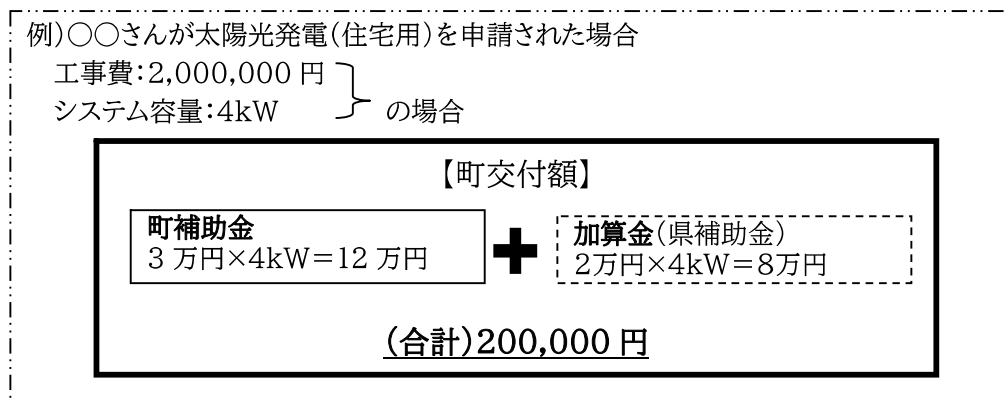 例)○○さんが太陽光発電(住宅用)を申請された場合
工事費:2,000,000 円
システム容量:4kW　の場合
【町交付額】
町補助金
3 万円×4kW=12 万円
+
加算金(県補助金)
2万円×4kW=8万円
(合計)200,000 円